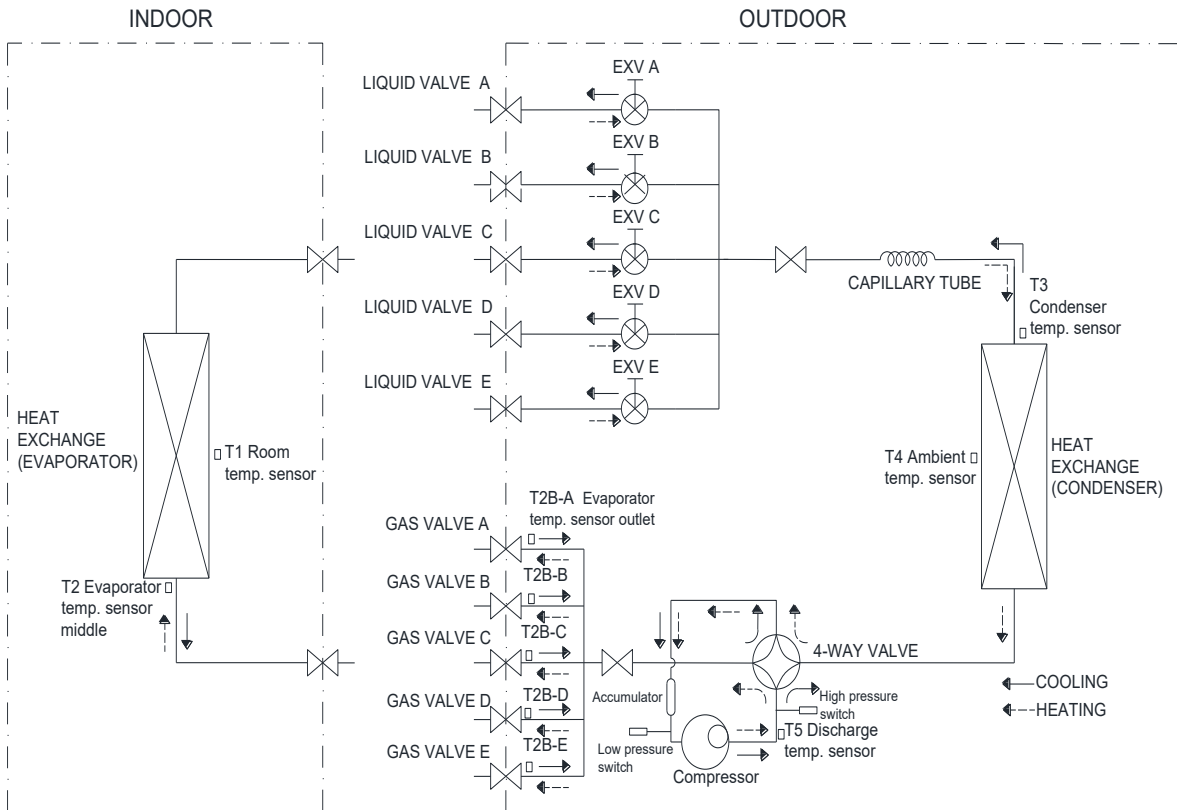 INDOOR
OUTDOOR
LIQUID VALVE A
EXV A
LIQUID VALVE B
EXV B
LIQUID VALVE C
EXV C
LIQUID VALVE D
EXV D
LIQUID VALVE E
EXV E
CAPILLARY TUBE
T3
Condenser
temp. sensor
HEAT
EXCHANGE
(EVAPORATOR)
T1 Room
temp. sensor
T4 Ambient
temp. sensor
HEAT
EXCHANGE
(CONDENSER)
T2 Evaporator
temp. sensor
middle
T2B-A Evaporator
temp. sensor outlet
GAS VALVE A
GAS VALVE B
T2B-B
GAS VALVE C
T2B-C
GAS VALVE D
T2B-D
GAS VALVE E
T2B-E
4-WAY VALVE
Accumulator
High pressure
switch
Low pressure
switch
T5 Discharge
temp. sensor
Compressor
COOLING
HEATING